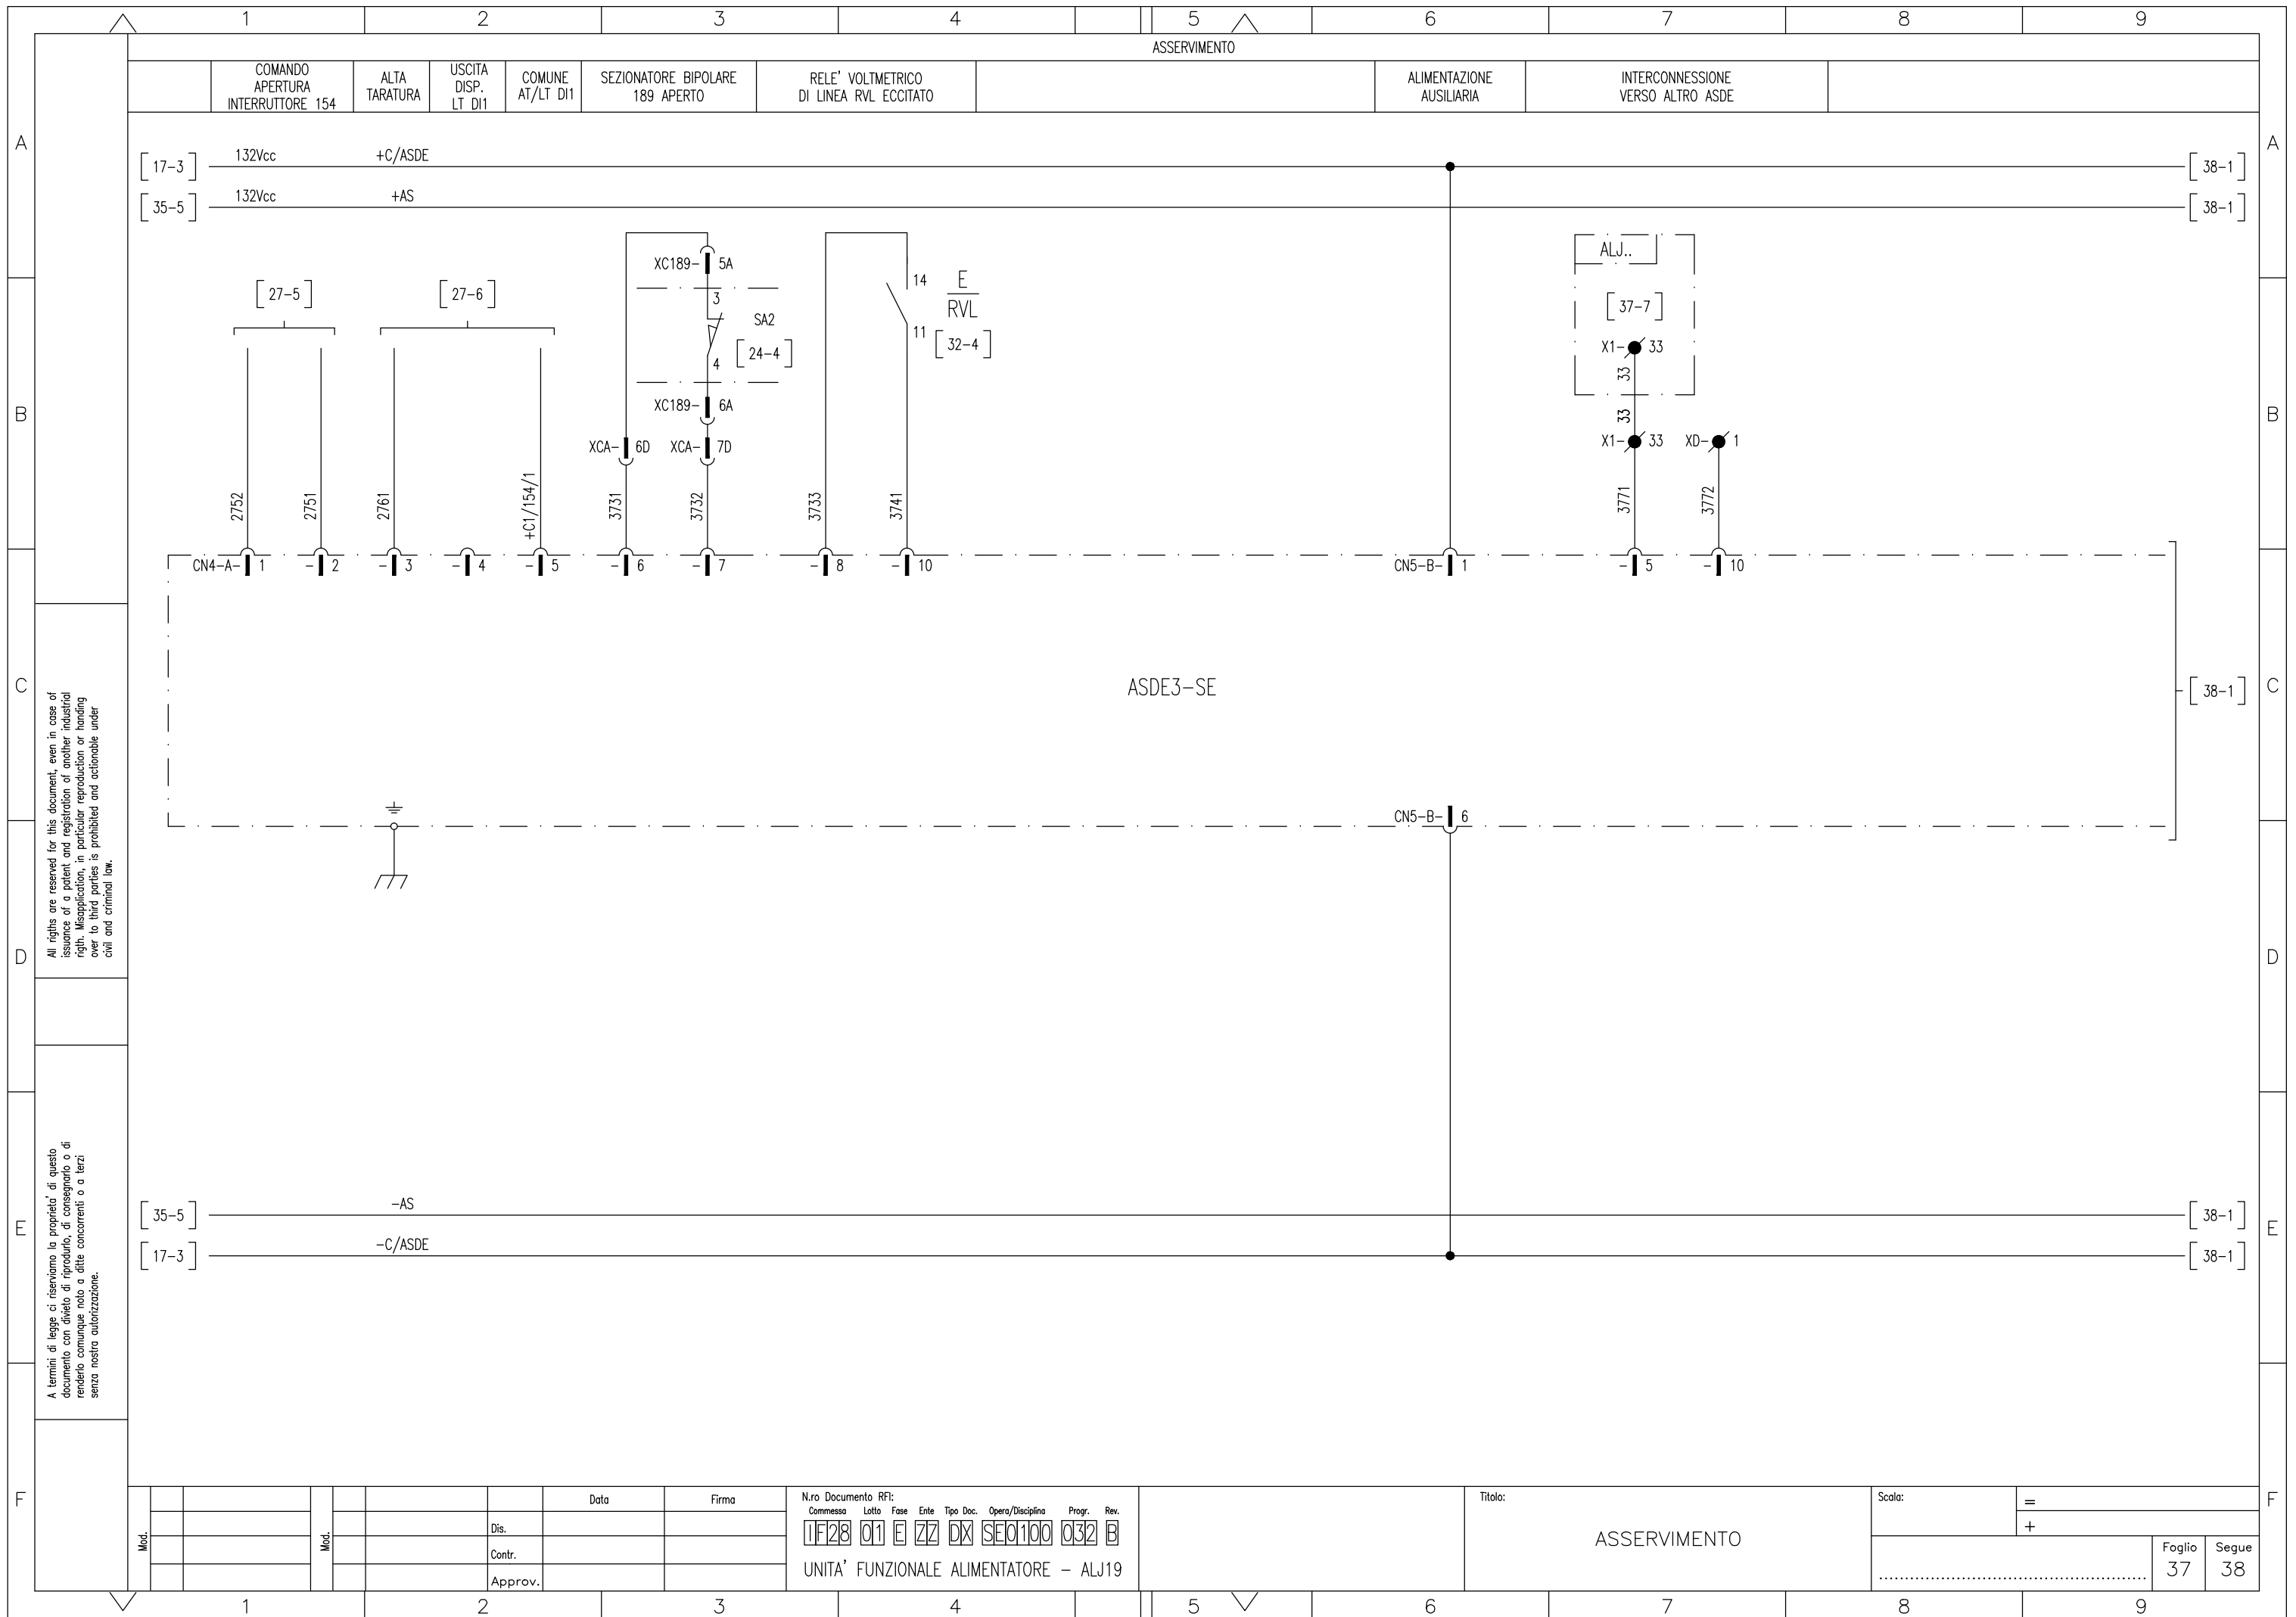 1 2 3 4 5 6 7 8 9
ASSERVIMENTO
COMANDO
APERTURA
INTERRUTTORE 154
ALTA
TARATURA
USCITA
DISP.
LT DI1
COMUNE
AT/LT DI1
SEZIONATORE BIPOLARE
189 APERTO
RELE' VOLTMETRICO
DI LINEA RVL ECCITATO
ALIMENTAZIONE
AUSILIARIA
INTERCONNESSIONE
VERSO ALTRO ASDE
A A
17-3 132Vcc +C/ASDE 38-1
35-5 132Vcc +AS 38-1
XC189- 5A
ALJ..
27-5 27-6
3
SA2
24-4
4
14
E
RVL
11
32-4
37-7
X1- 33
33
XC189- 6A
B B
33
XCA- 6D XCA- 7D
X1- 33 XD- 1
2752 2751 2761 +C1/154/1 3731 3732 3733 3741 3771 3772
CN4-A- 1 - 2 - 3 - 4 - 5 - 6 - 7 - 8 - 10 CN5-B- 1 - 5 - 10
C C
ASDE3-SE
38-1
CN5-B- 6
All rigths are reserved for this document, even in case of
issuance of a patent and registration of another industrial
rigth. Misapplication, in particular reproduction or handing
over to third parties is prohibited and actionable under
civil and criminal law.
D D
A termini di legge ci riserviamo la proprieta' di questo
documento con divieto di riprodurlo, di consegnarlo o di
renderlo comunque noto a ditte concorrenti o a terzi
senza nostra autorizzazione.
E E
35-5 -AS 38-1
17-3 -C/ASDE 38-1
F F
Mod. Mod.
Data Firma
Dis.
Contr.
Approv.
N.ro Documento RFI:
Commessa Lotto Fase Ente Tipo Doc. Opera/Disciplina Progr. Rev.
IF28 01 E ZZ DX SE0100 032 B
UNITA' FUNZIONALE ALIMENTATORE - ALJ19
Titolo:
ASSERVIMENTO
Scala:
=
+
Foglio
37
Segue
38
1 2 3 4 5 6 7 8 9